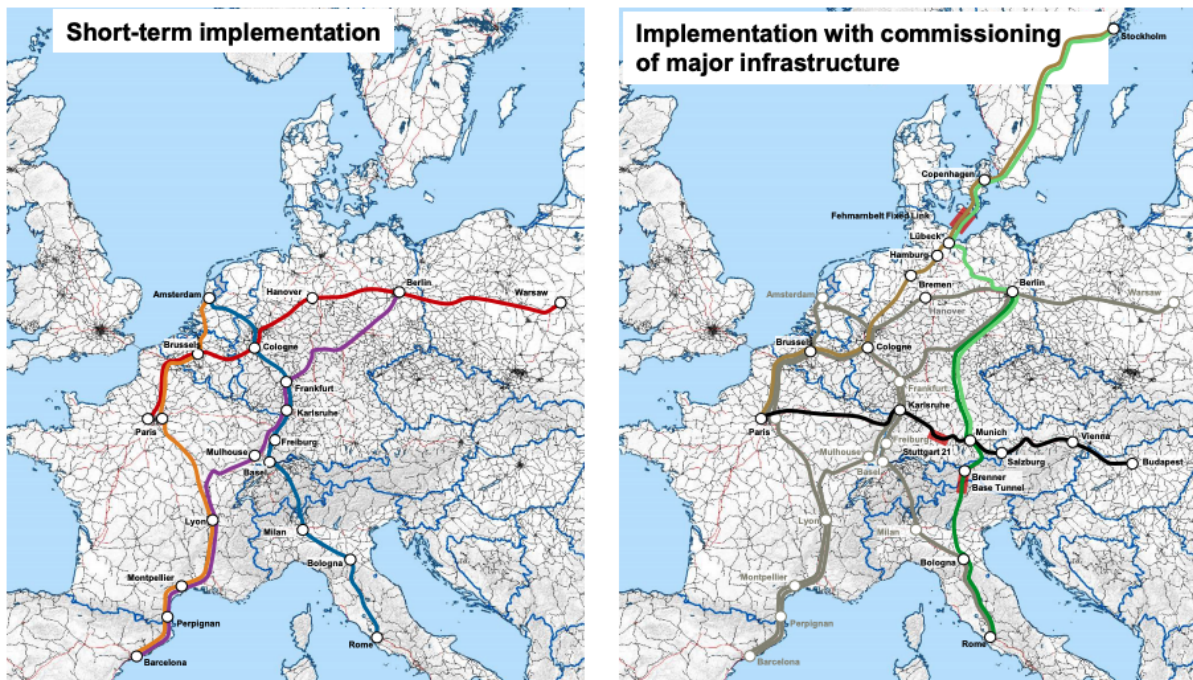 Short-term implementation
Amsterdam
Hanover
Berlin
Warsaw
Brussels
Cologne
Frankfurt
Karlsruhe
Paris
Freiburg
Mulhouse
Basel
Lyon
Milan
Bologna
Montpellier
Perpignan
Rome
Barcelona
Implementation with commissioning
of major infrastructure
Stockholm
Copenhagen
Fehmarnbelt Fixed Link
Lübeck
Hamburg
Bremen
Berlin
Amsterdam
Hanover
Warsaw
Brussels
Cologne
Frankfurt
Karlsruhe
Paris
Freiburg
Munich
Vienna
Mulhouse
Stuttgart 21
Salzburg
Basel
Budapest
Brenner
Base Tunnel
Lyon
Milan
Bologna
Montpellier
Perpignan
Rome
Barcelona